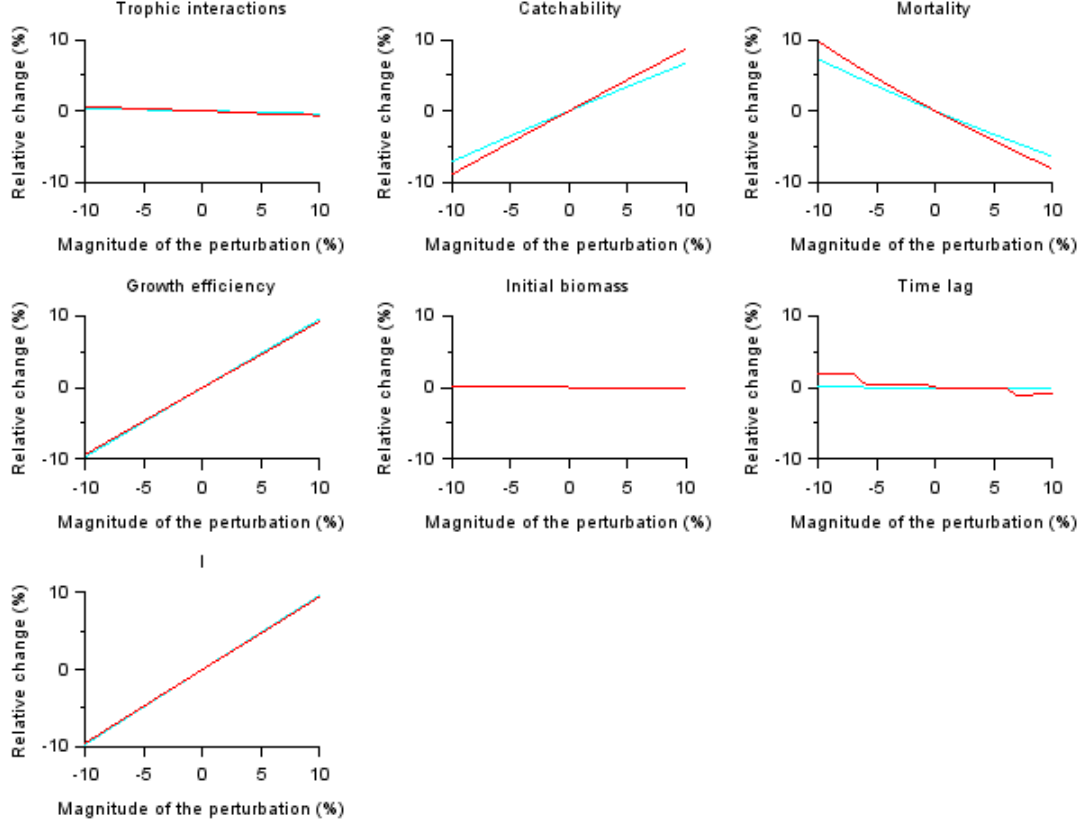 Trophic interactions
Relative change (%)
10
0
-10
-10 -5 0 5 10
Magnitude of the perturbation (%)
Catchability
Relative change (%)
10
0
-10
-10 -5 0 5 10
Magnitude of the perturbation (%)
Mortality
Relative change (%)
10
0
-10
-10 -5 0 5 10
Magnitude of the perturbation (%)
Growth efficiency
Relative change (%)
10
0
-10
-10 -5 0 5 10
Magnitude of the perturbation (%)
Initial biomass
Relative change (%)
10
0
-10
-10 -5 0 5 10
Magnitude of the perturbation (%)
Time lag
Relative change (%)
10
0
-10
-10 -5 0 5 10
Magnitude of the perturbation (%)
I
Relative change (%)
10
0
-10
-10 -5 0 5 10
Magnitude of the perturbation (%)